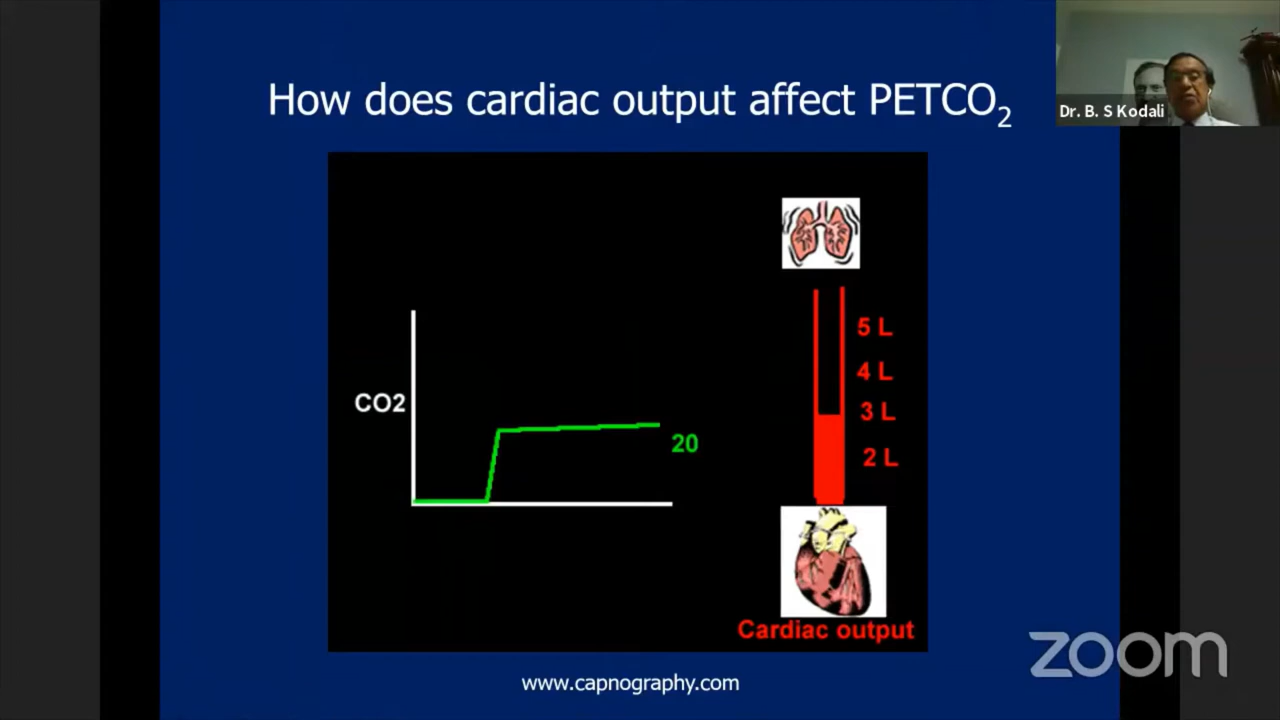 How does cardiac output affect PETCO₂
Dr. B. S Kodali
5 L
4 L
CO2
3 L
20
2 L
Cardiac output
zoom
www.capnography.com